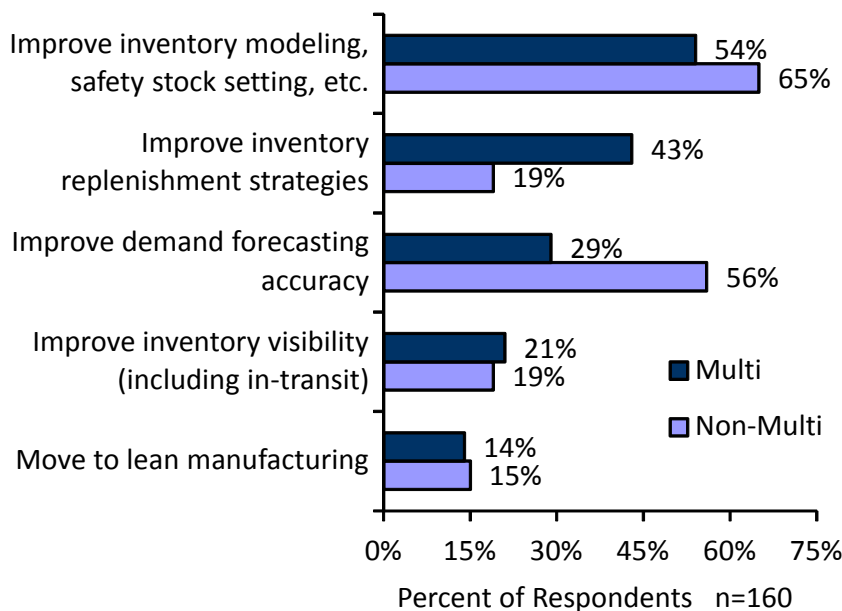 Improve inventory modeling,
safety stock setting, etc.
54%
65%
Improve inventory
replenishment strategies
43%
19%
Improve demand forecasting
accuracy
29%
56%
Improve inventory visibility
(including in-transit)
21%
19%
Multi
Non-Multi
Move to lean manufacturing
14%
15%
0% 15% 30% 45% 60% 75%
Percent of Respondents n=160